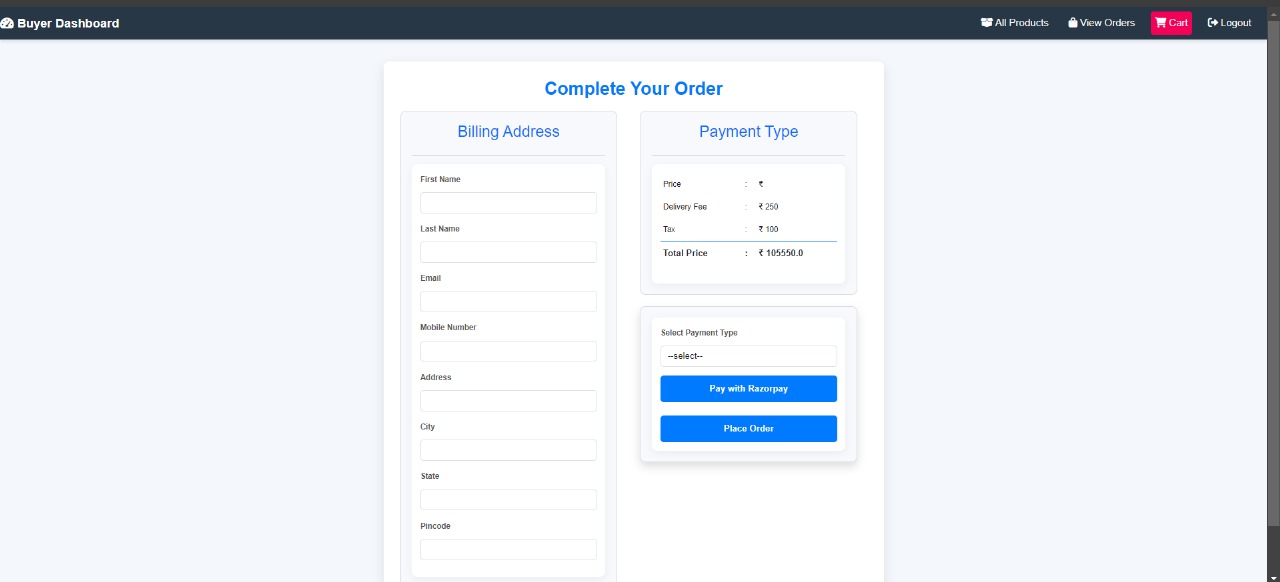 Buyer Dashboard
All Products View Orders Cart Logout
Complete Your Order
Billing Address
First Name
Last Name
Email
Mobile Number
Address
City
State
Pincode
Payment Type
Price : ₹
Delivery Fee : ₹ 250
Tax : ₹ 100
Total Price : ₹ 105550.0
Select Payment Type
--select--
Pay with Razorpay
Place Order